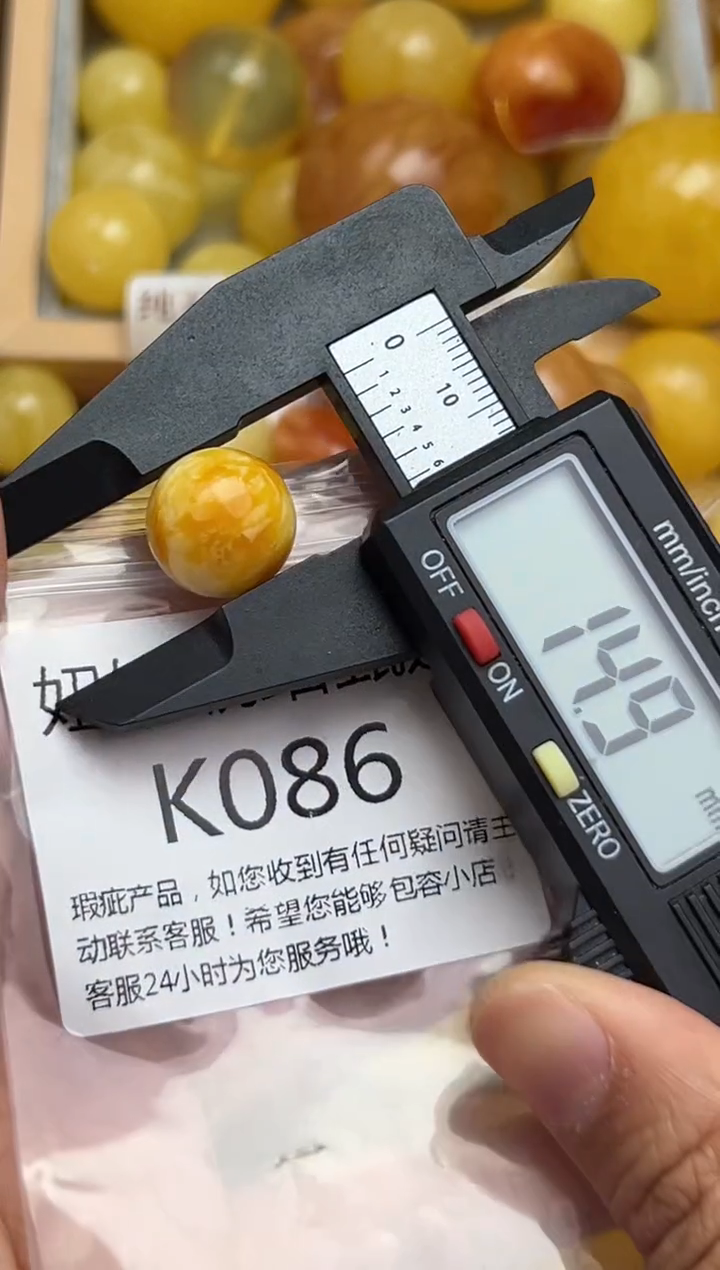 0
10
1
2
3
4
5
6
mm/inch
OFF
ON
14.9
ZERO
K086
瑕疵产品，如您收到有任何疑问请主
动联系客服！希望您能够包容小店
客服24小时为您服务哦！